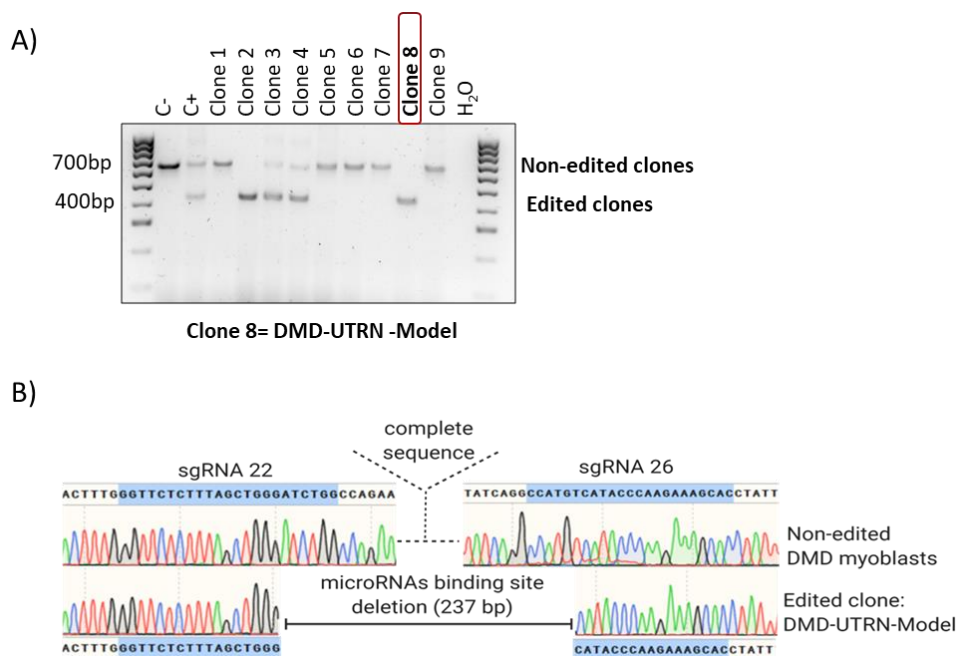 A)
C-
C+
Clone 1
Clone 2
Clone 3
Clone 4
Clone 5
Clone 6
Clone 7
Clone 8
Clone 9
H₂O
700bp
Non-edited clones
400bp
Edited clones
Clone 8= DMD-UTRN -Model
B)
complete
sequence
sgRNA 22
sgRNA 26
ACTTTGGGTTCTCTTTAGCTGGGATCTGGCCAGAA
TATCAGGCCATGTCATACCCAAGAAAGCACCTATT
Non-edited
DMD myoblasts
microRNAs binding site
deletion (237 bp)
Edited clone:
DMD-UTRN-Model
ACTTTGGGTTCTCTTTAGCTGGG
CATACCCAAGAAAGCACCTATT